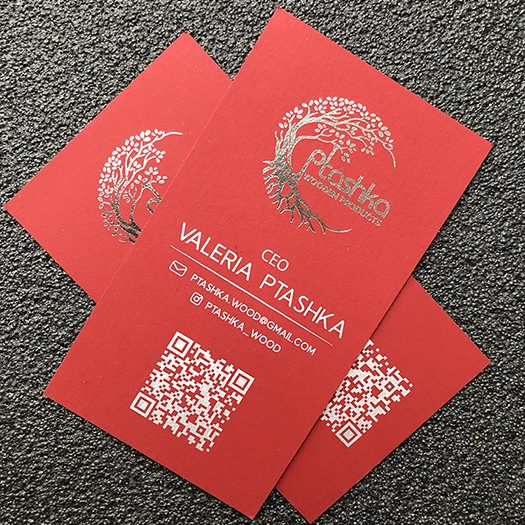 ptashka
WOODEN PRODUCTS
CEO
VALERIA PTASHKA
PTASHKA.WOOD@GMAIL.COM
PTASHKA_WOOD